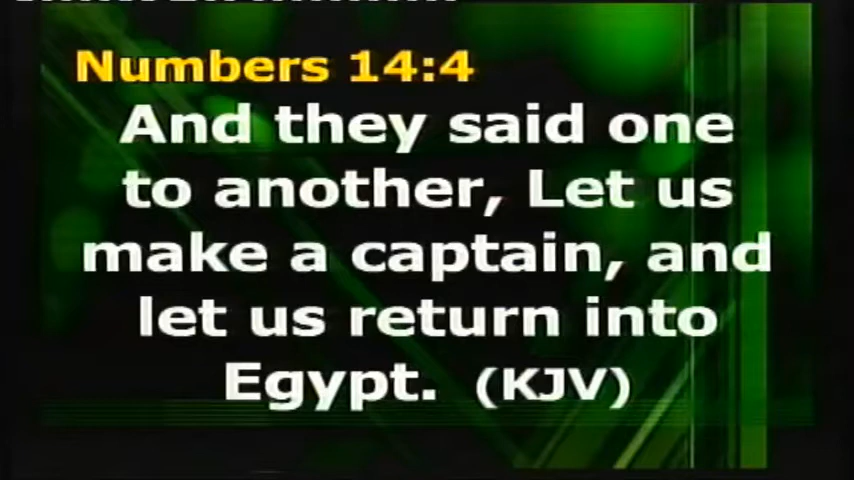 Numbers 14:4
And they said one
to another, Let us
make a captain, and
let us return into
Egypt. (KJV)